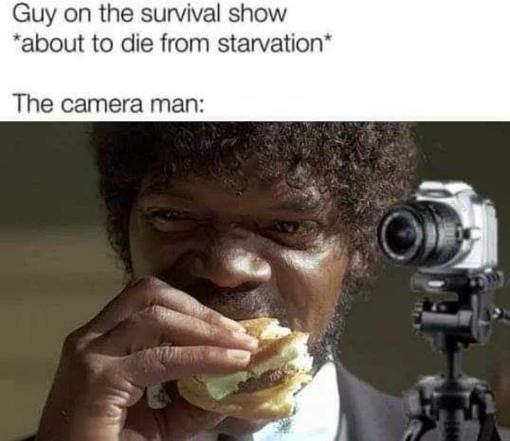 Guy on the survival show
*about to die from starvation*
The camera man: